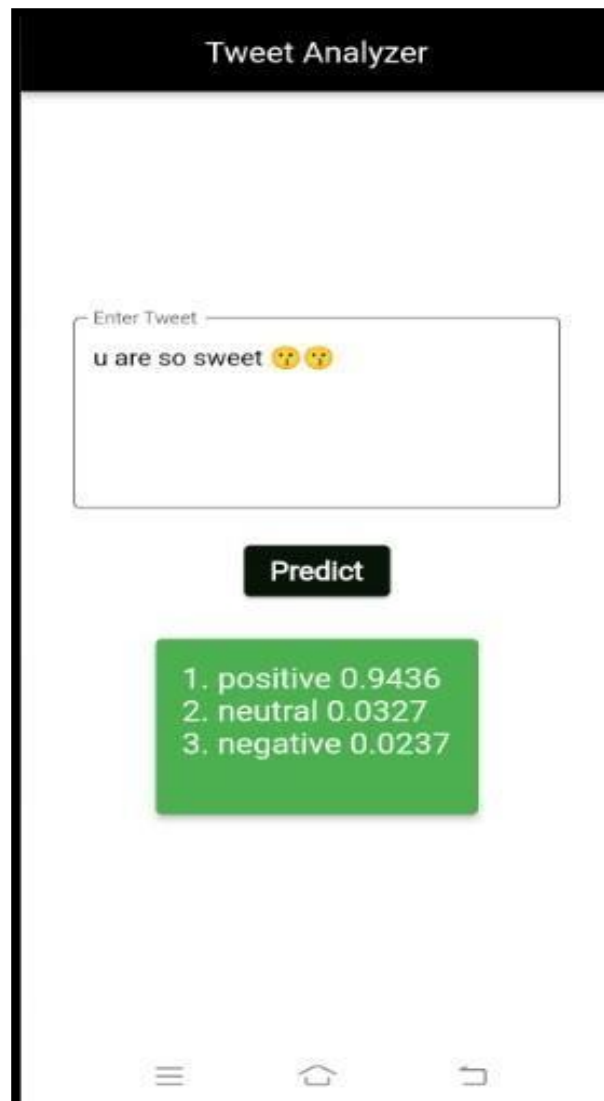 Tweet Analyzer
Enter Tweet
u are so sweet 😗😗
Predict
1. positive 0.9436
2. neutral 0.0327
3. negative 0.0237